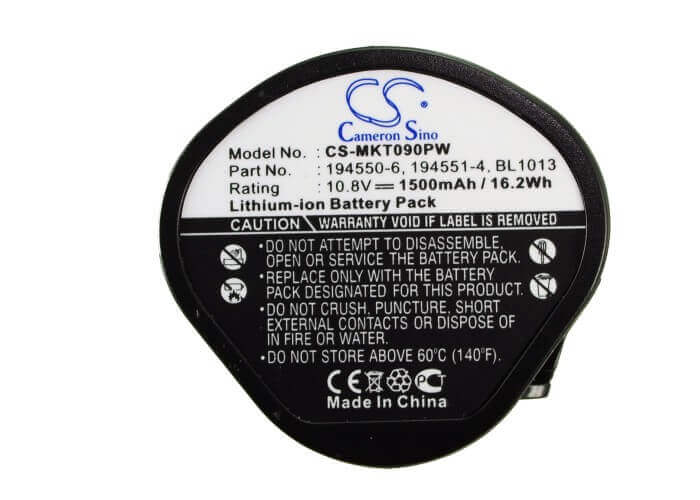 CS
Cameron Sino
Model No. : CS-MKT090PW
Part No. : 194550-6, 194551-4, BL1013
Rating : 10.8V⎓ 1500mAh / 16.2Wh
Lithium-ion Battery Pack
CAUTION / WARRANTY VOID IF LABEL IS REMOVED
•DO NOT ATTEMPT TO DISASSEMBLE,
OPEN OR SERVICE THE BATTERY PACK.
•REPLACE ONLY WITH THE BATTERY
PACK DESIGNATED FOR THIS PRODUCT.
•DO NOT CRUSH, PUNCTURE, SHORT
EXTERNAL CONTACTS OR DISPOSE OF
IN FIRE OR WATER.
•DO NOT STORE ABOVE 60°C (140°F).
CE PCT
Made In China